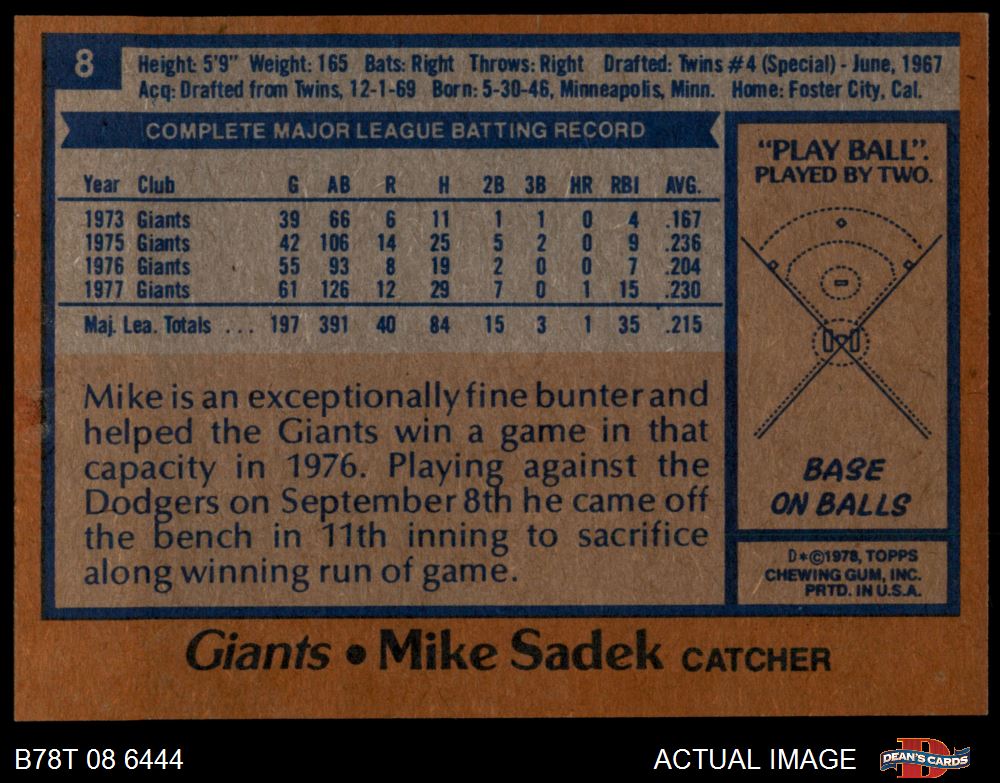 8
Height: 5'9" Weight: 165 Bats: Right Throws: Right Drafted: Twins #4 (Special) - June, 1967
Acq: Drafted from Twins, 12-1-69 Born: 5-30-46, Minneapolis, Minn. Home: Foster City, Cal.
COMPLETE MAJOR LEAGUE BATTING RECORD
Year Club G AB R H 2B 3B HR RBI AVG.
1973 Giants 39 66 6 11 1 1 0 4 .167
1975 Giants 42 106 14 25 5 2 0 9 .236
1976 Giants 55 93 8 19 2 0 0 7 .204
1977 Giants 61 126 12 29 7 0 1 15 .230
Maj. Lea. Totals ... 197 391 40 84 15 3 1 35 .215
Mike is an exceptionally fine bunter and
helped the Giants win a game in that
capacity in 1976. Playing against the
Dodgers on September 8th he came off
the bench in 11th inning to sacrifice
along winning run of game.
"PLAY BALL".
PLAYED BY TWO.
BASE
ON BALLS
D*©1978, TOPPS
CHEWING GUM, INC.
PRTD. IN U.S.A.
Giants • Mike Sadek CATCHER
B78T 08 6444
ACTUAL IMAGE
D
DEAN'S CARDS